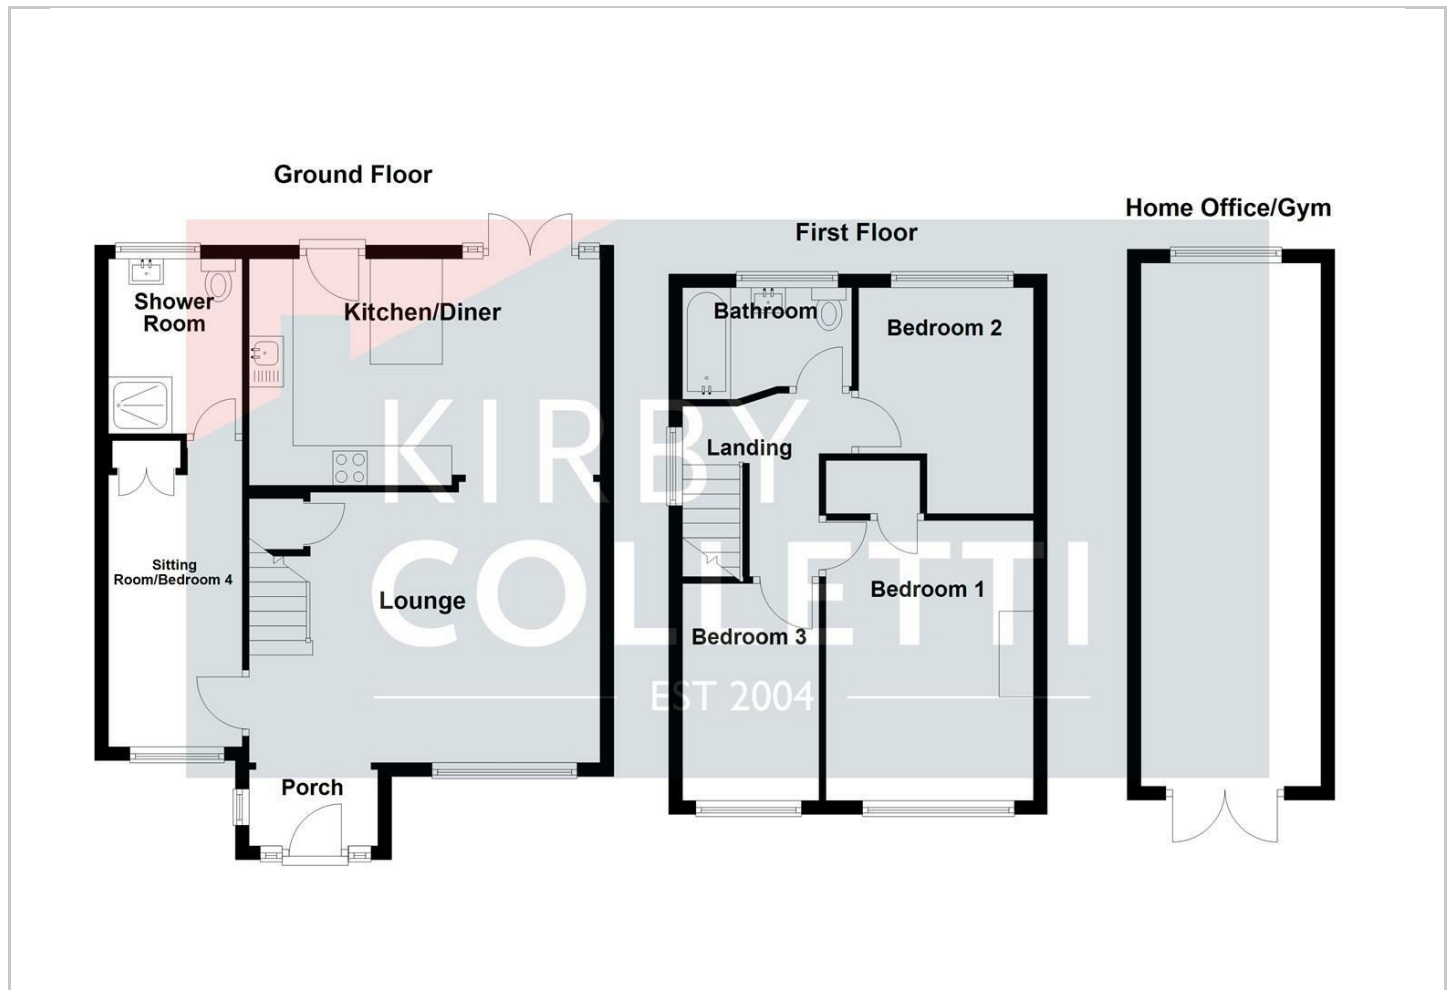 Ground Floor
Shower
Room
Kitchen/Diner
Sitting
Room/Bedroom 4
Lounge
Porch
First Floor
Bathroom
Bedroom 2
Landing
Bedroom 1
Bedroom 3
Home Office/Gym
KIRBY
COLLETTI
EST 2004